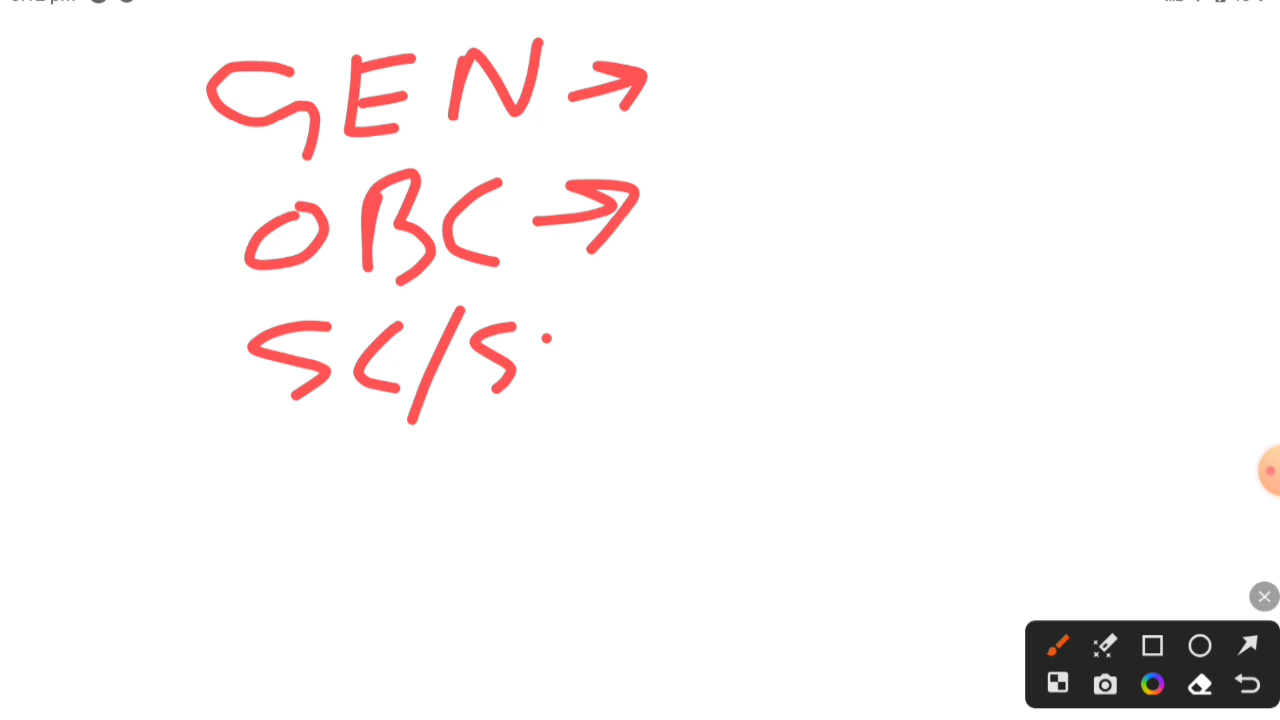 GEN →
OBC →
SC/S